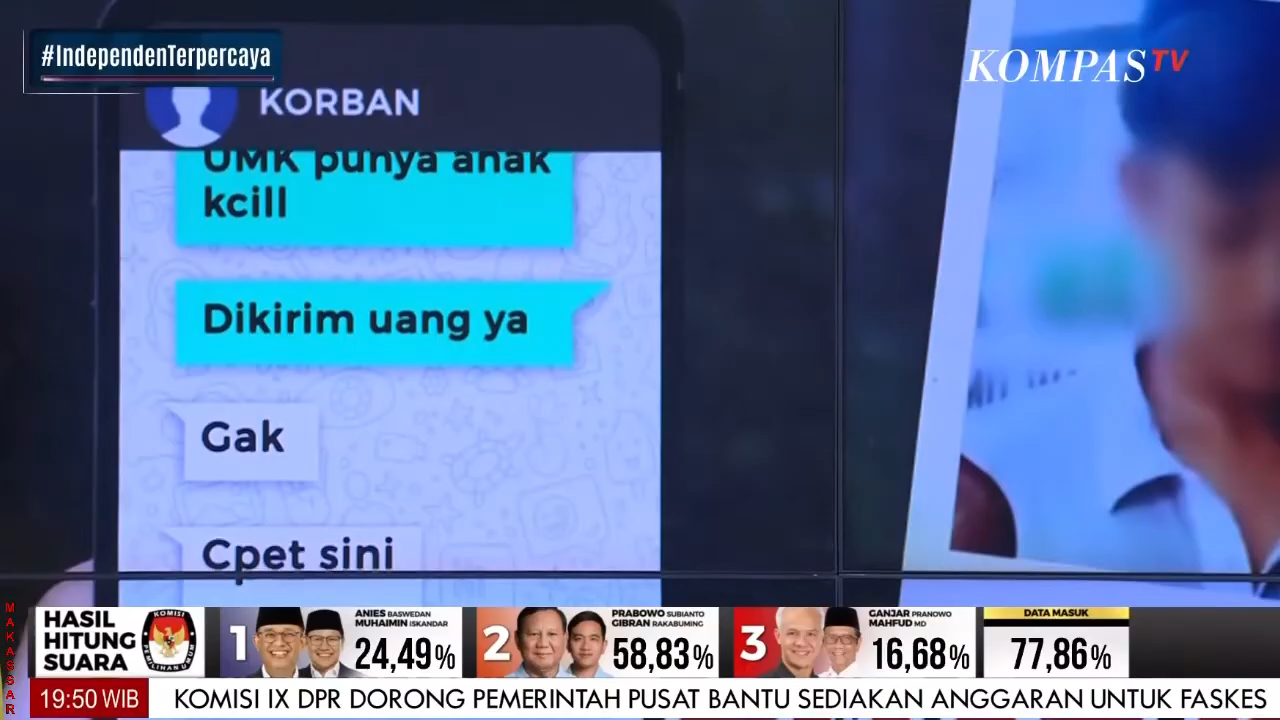 #IndependenTerpercaya
KOMPAS TV
KORBAN
UMK punya anak
kcill
Dikirim uang ya
Gak
Cpet sini
HASIL
HITUNG
SUARA
KOMISI
PEMILIHAN UMUM
1
ANIES BASWEDAN
MUHAIMIN ISKANDAR
24,49%
2
PRABOWO SUBIANTO
GIBRAN RAKABUMING
58,83%
3
GANJAR PRANOWO
MAHFUD MD
16,68%
DATA MASUK
77,86%
MAKASSAR
19:50 WIB
KOMISI IX DPR DORONG PEMERINTAH PUSAT BANTU SEDIAKAN ANGGARAN UNTUK FASKES